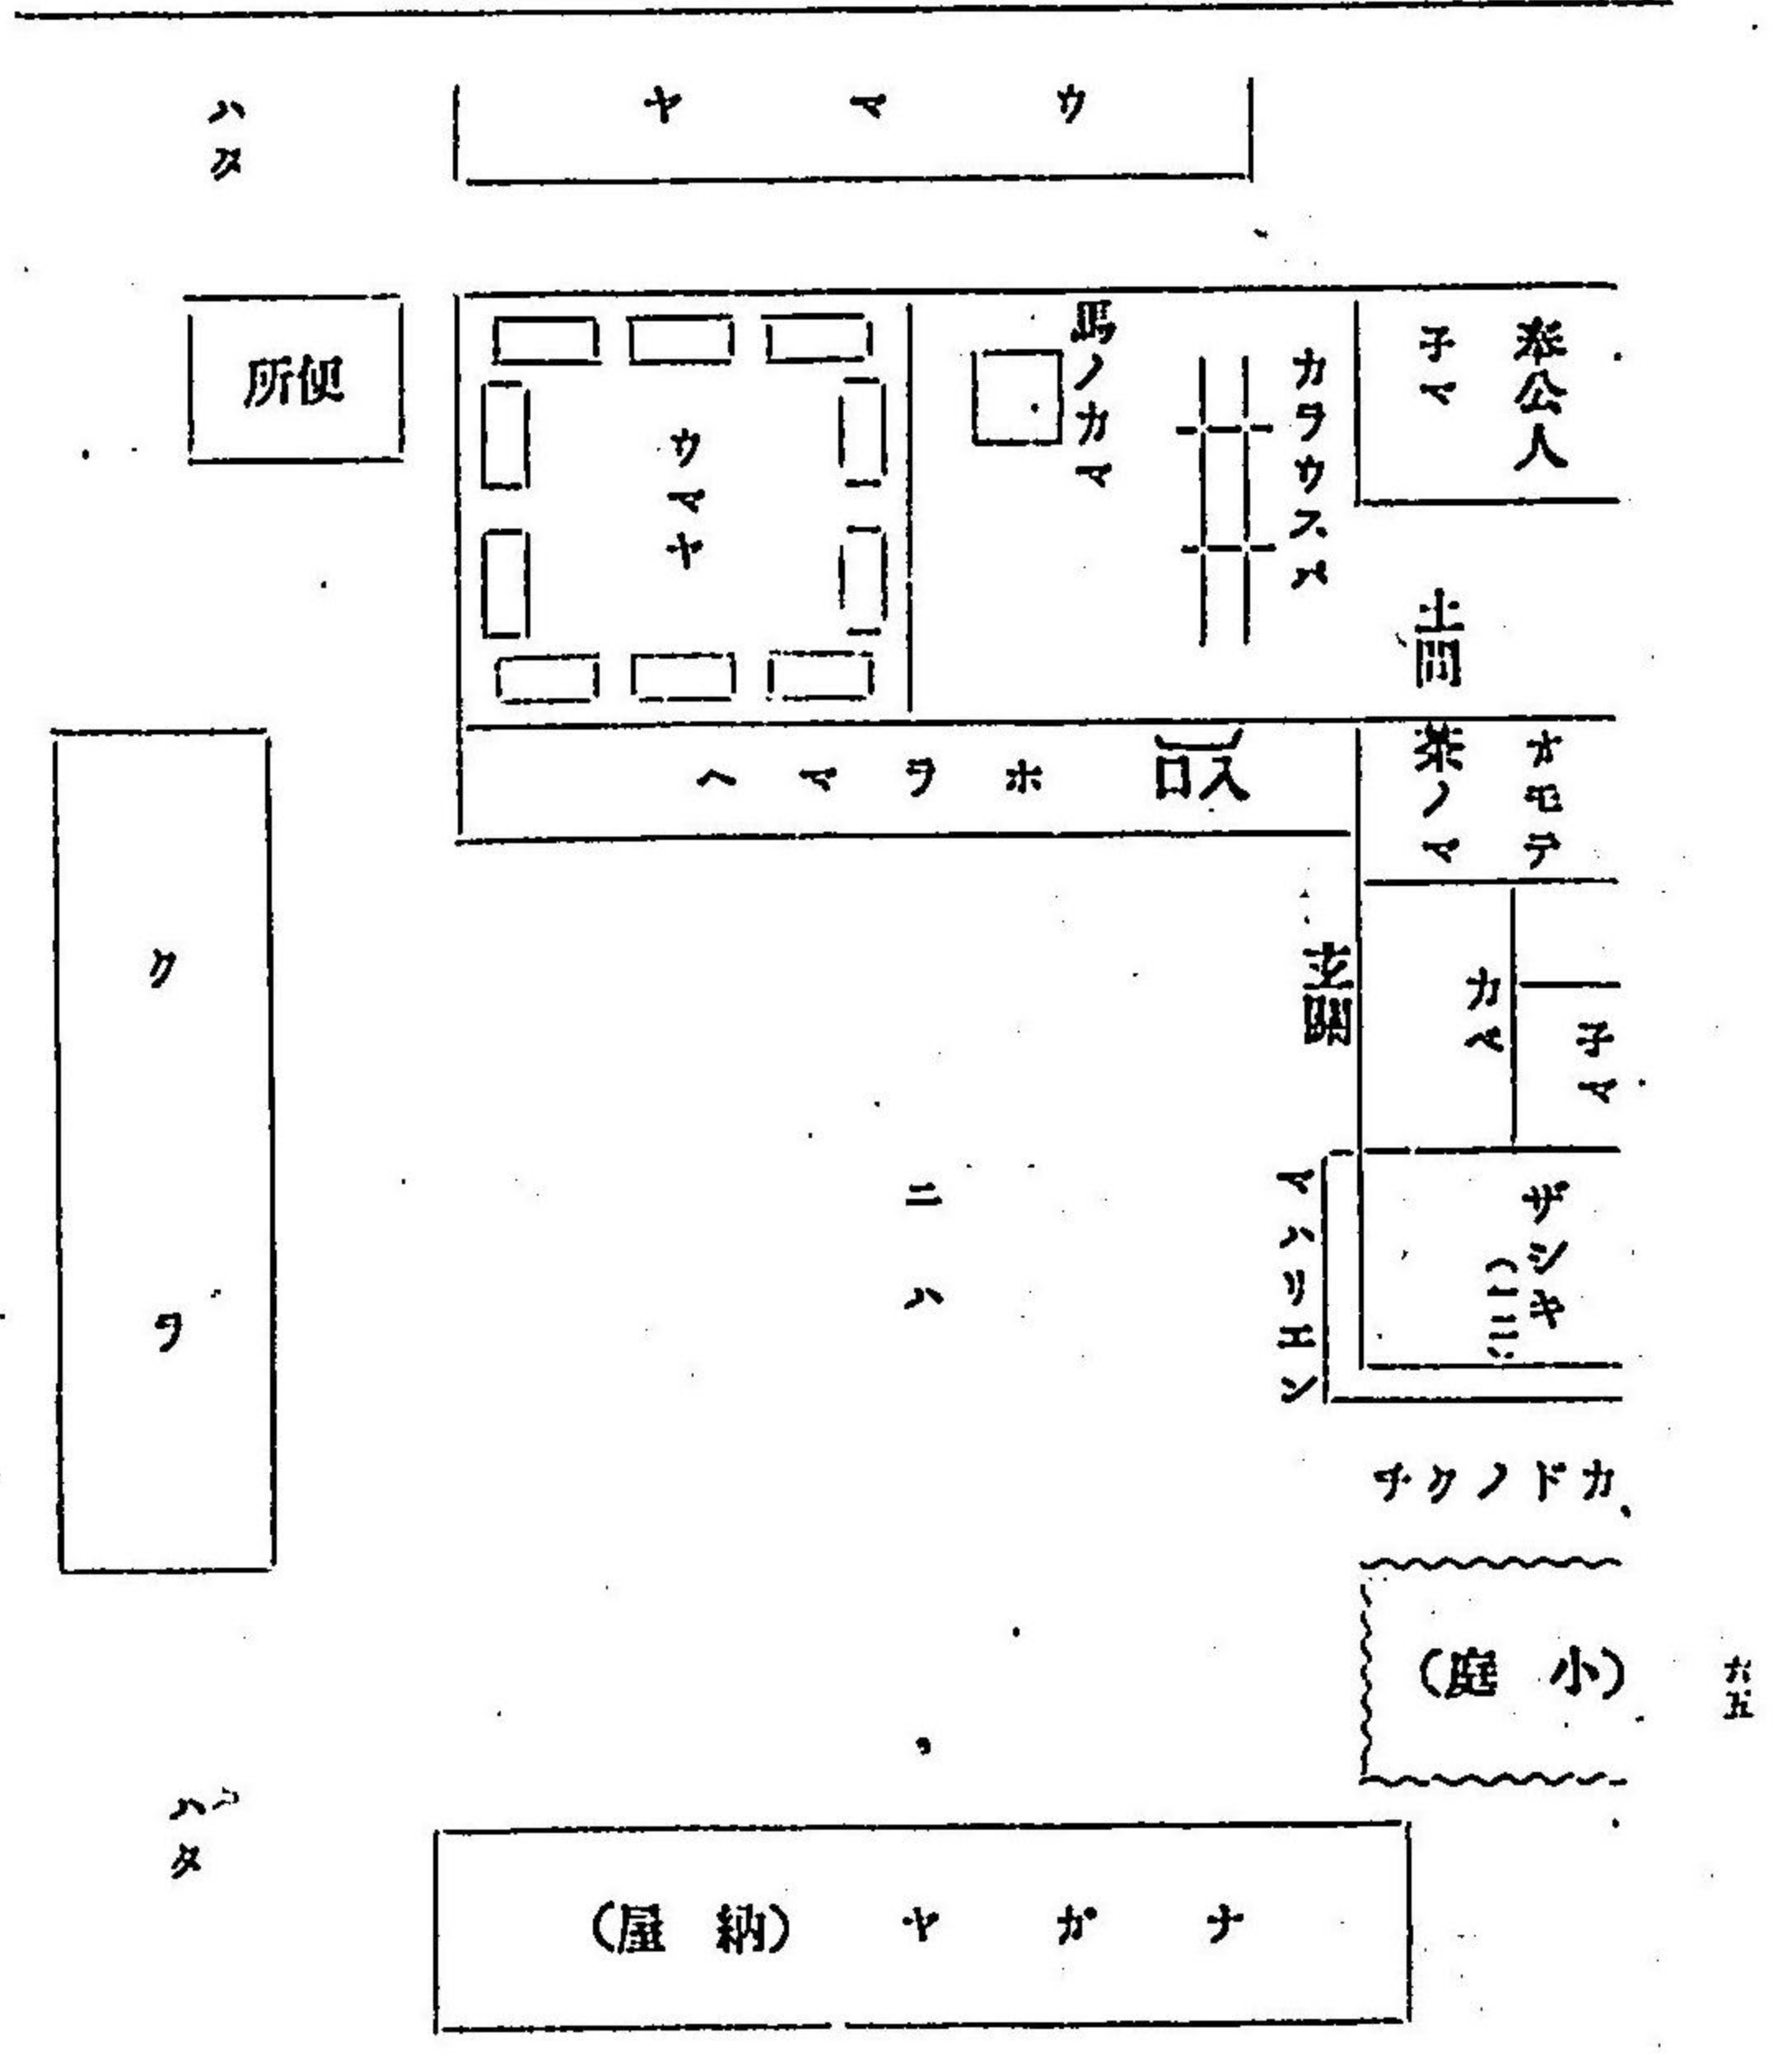 ウマヤ
ハタ
奉公人
子マ
カラウスバ
馬ノカマ
ウマヤ
便所
土間
オモテ
茶ノマ
入口
ホラマヘ
カベ
子マ
玄関
クワ
ザシキ
(一二)
マハリエン
ニハ
カドノクチ
(小庭)
六五
ハタ
ナガヤ(納屋)